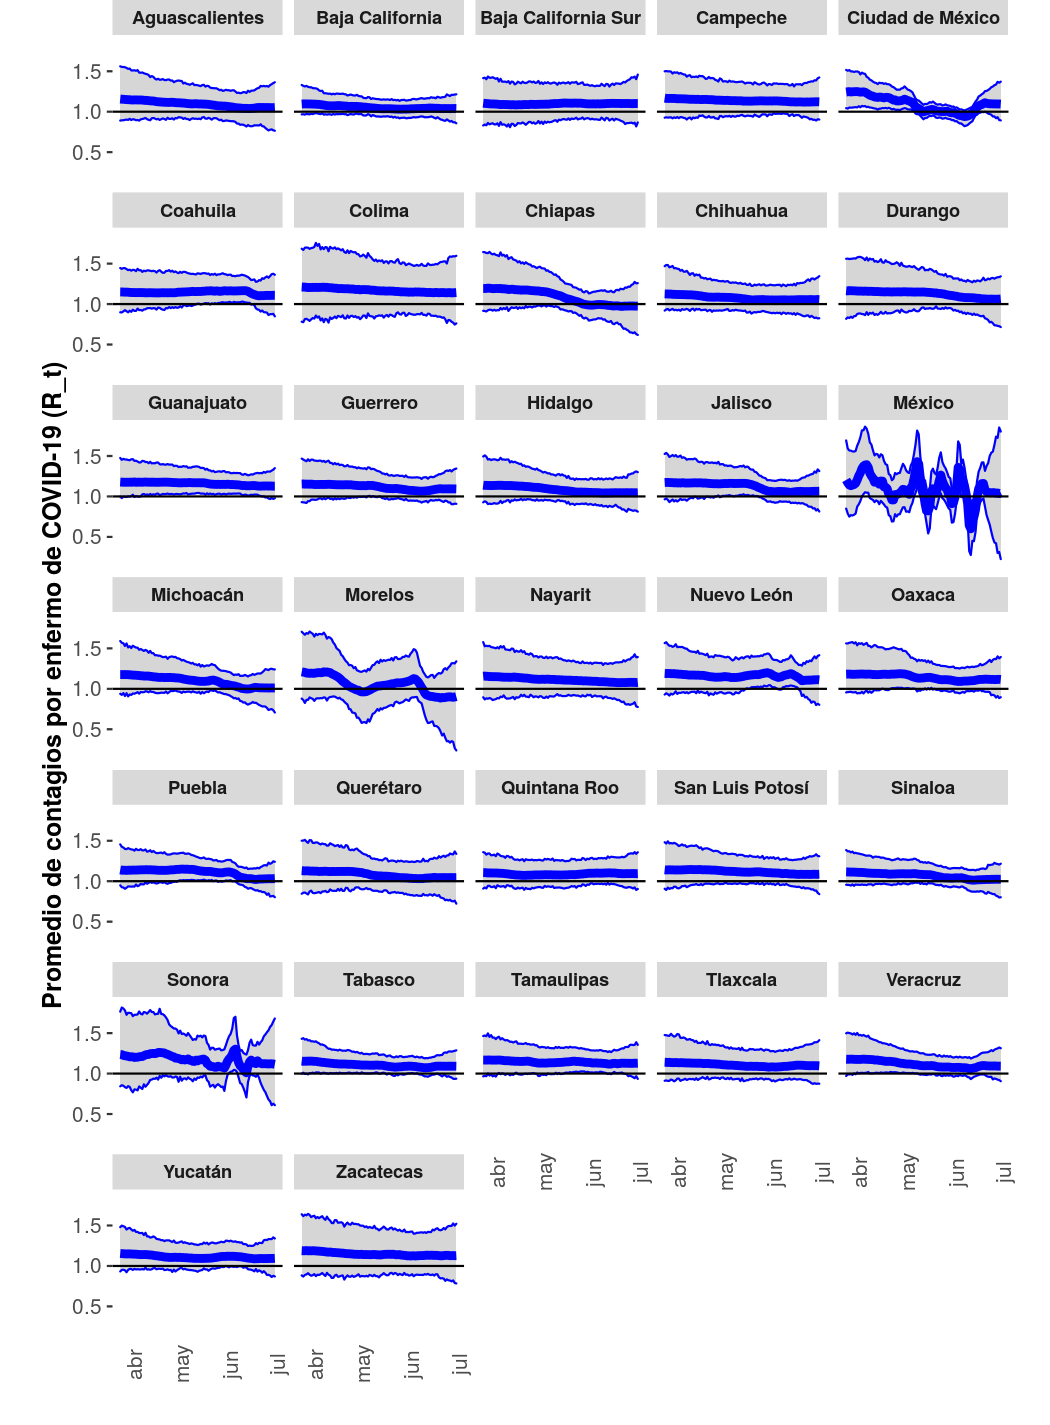 Promedio de contagios por enfermo de COVID-19 (R_t)
Aguascalientes Baja California Baja California Sur Campeche Ciudad de México
1.5
1.0
0.5
Coahuila Colima Chiapas Chihuahua Durango
1.5
1.0
0.5
Guanajuato Guerrero Hidalgo Jalisco México
1.5
1.0
0.5
Michoacán Morelos Nayarit Nuevo León Oaxaca
1.5
1.0
0.5
Puebla Querétaro Quintana Roo San Luis Potosí Sinaloa
1.5
1.0
0.5
Sonora Tabasco Tamaulipas Tlaxcala Veracruz
1.5
1.0
0.5
abr may jun jul abr may jun jul abr may jun jul
Yucatán Zacatecas
1.5
1.0
0.5
abr may jun jul abr may jun jul